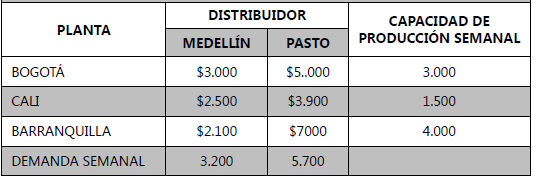 PLANTA DISTRIBUIDOR CAPACIDAD DE PRODUCCIÓN SEMANAL
MEDELLÍN PASTO
BOGOTÁ $3.000 $5..000 3.000
CALI $2.500 $3.900 1.500
BARRANQUILLA $2.100 $7000 4.000
DEMANDA SEMANAL 3.200 5.700